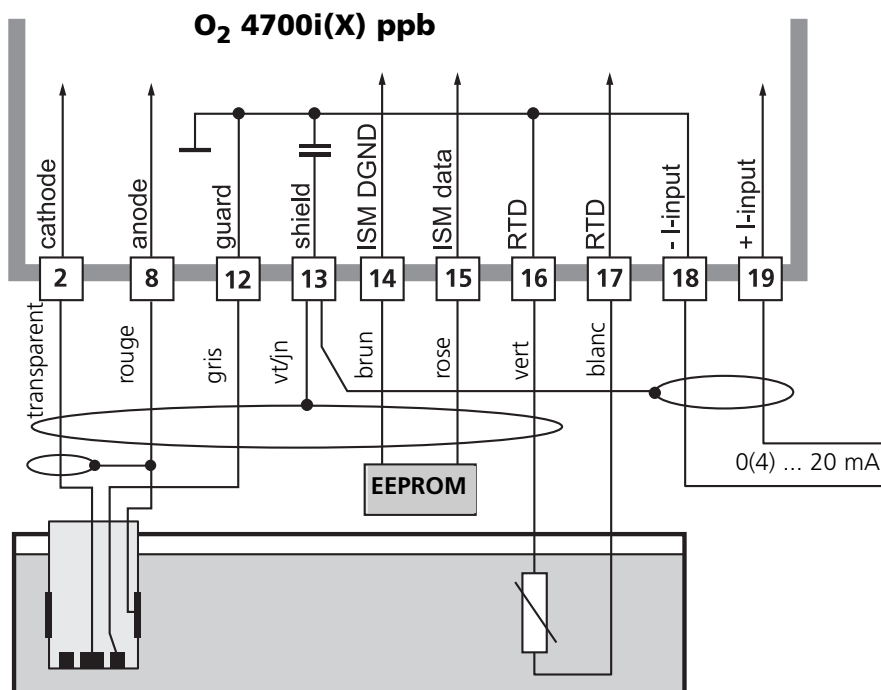 O2 4700i(X) ppb
cathode
anode
guard
shield
ISM DGND
ISM data
RTD
RTD
- I-input
+ I-input
2
8
12
13
14
15
16
17
18
19
transparent
rouge
gris
vt/jn
brun
rose
vert
blanc
0(4) ... 20 mA
EEPROM